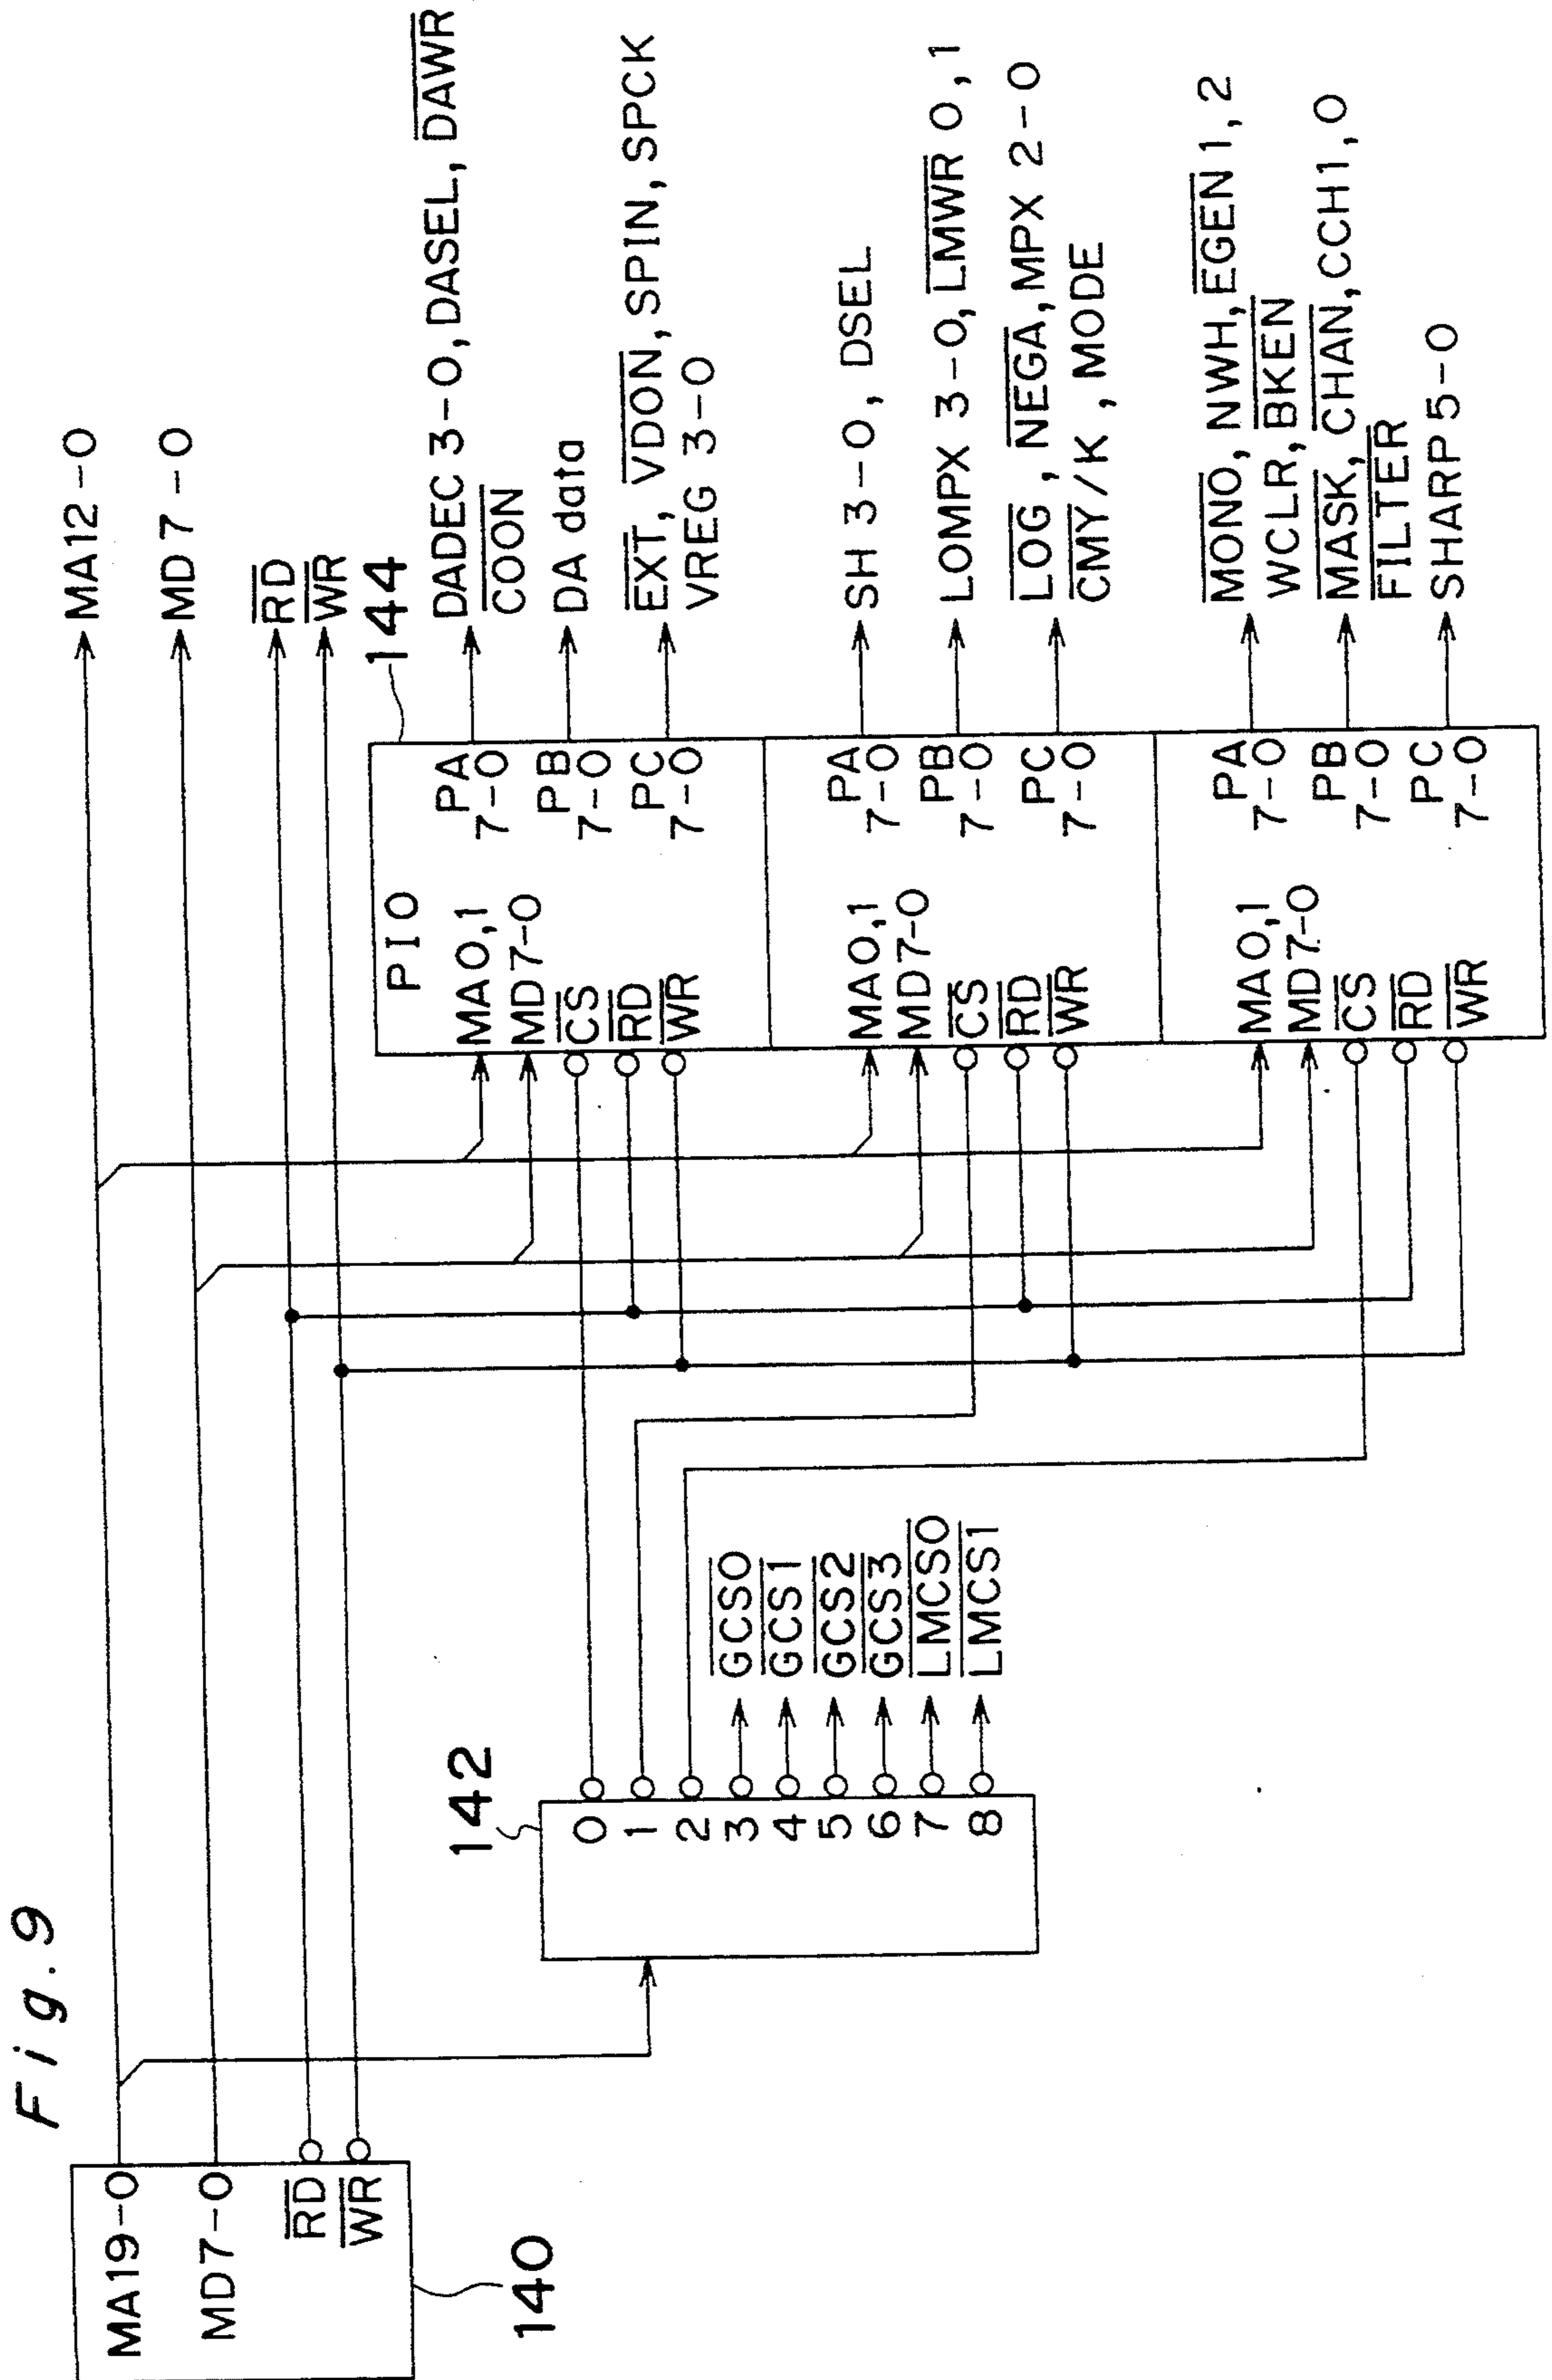 Fig. 9
MA19-0
MD7-0
RD
WR
140
142
0
1
2
3
4
5
6
7
8
GCS0
GCS1
GCS2
GCS3
LMCS0
LMCS1
MA12-0
MD7-0
RD
WR
144
PIO
MA0,1
MD7-0
CS
RD
WR
PA
7-0
PB
7-0
PC
7-0
DADEC 3-0, DASEL, DAWR
COON
DA data
EXT, VDON, SPIN, SPCK
VREG 3-0
MA0,1
MD7-0
CS
RD
WR
PA
7-0
PB
7-0
PC
7-0
SH 3-0, DSEL
LOMPX 3-0, LMWR 0,1
LOG, NEGA, MPX 2-0
CMY/K, MODE
MA0,1
MD7-0
CS
RD
WR
PA
7-0
PB
7-0
PC
7-0
MONO, NWH, EGEN 1,2
WCLR, BKEN
MASK, CHAN, CCH1,0
FILTER
SHARP 5-0